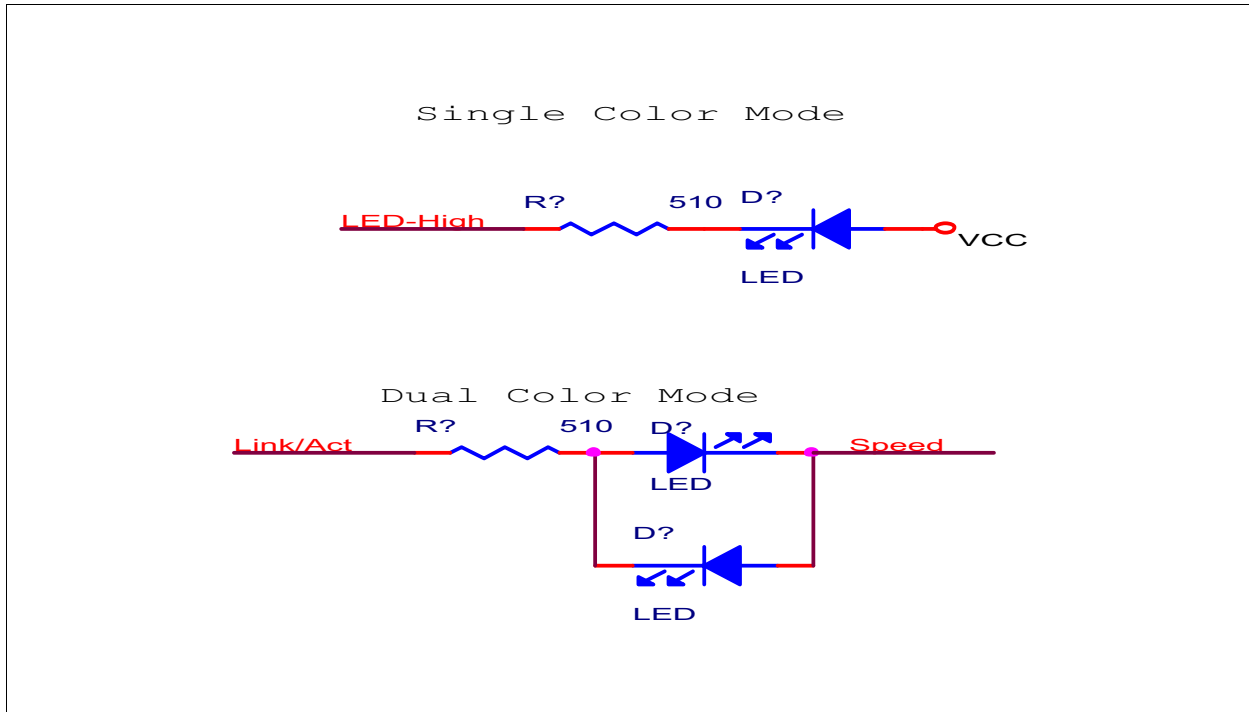 Single Color Mode
R? 510 D?
LED-High
VCC
LED
Dual Color Mode
R? 510 D?
Link/Act Speed
LED
D?
LED